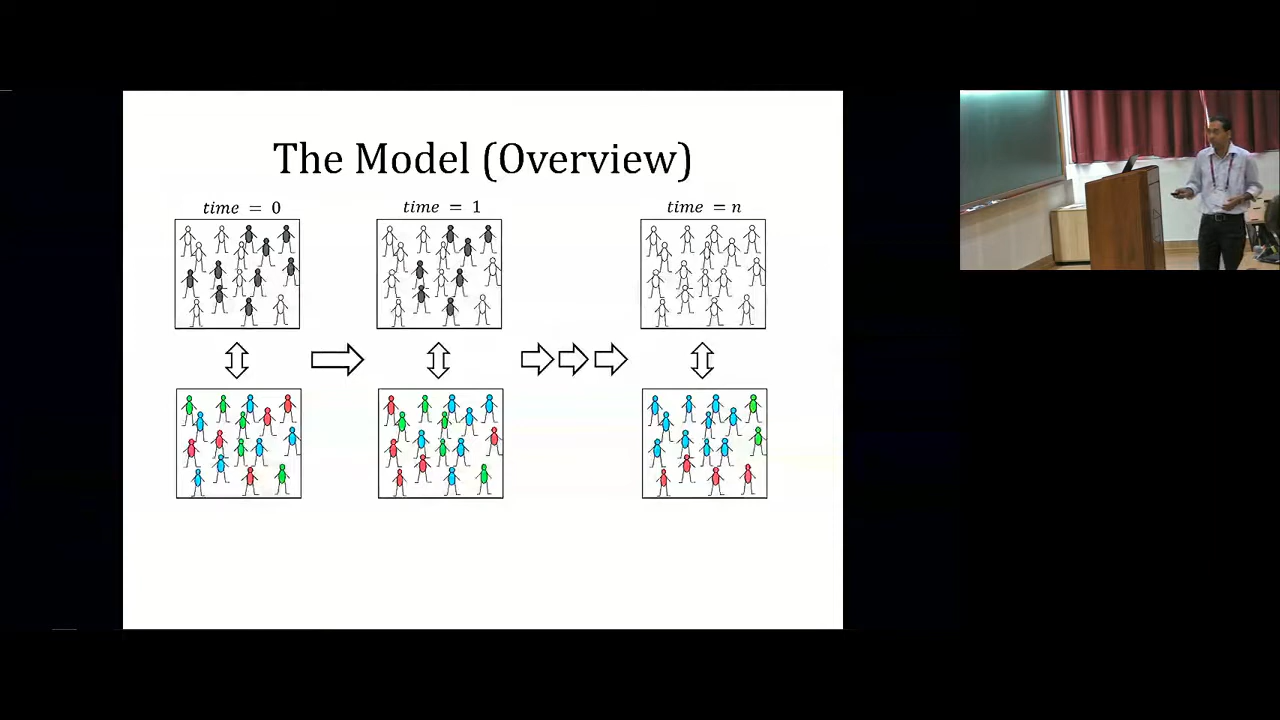 The Model (Overview)
time = 0
time = 1
time = n